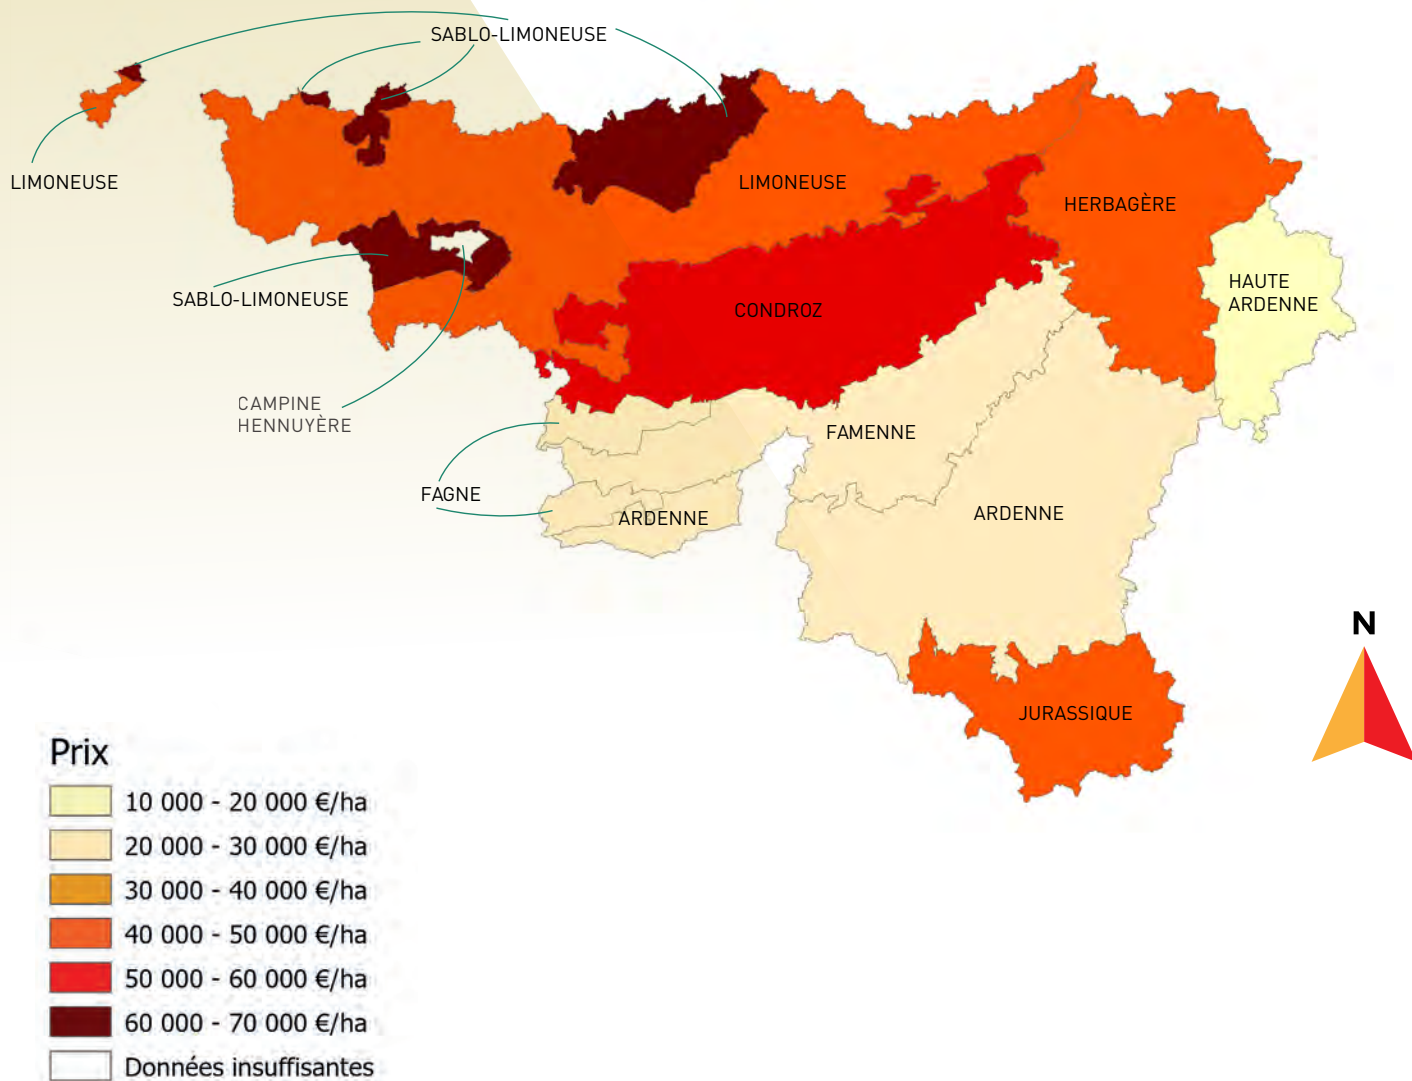 SABLO-LIMONEUSE
LIMONEUSE
LIMONEUSE
HERBAGÈRE
HAUTE
ARDENNE
SABLO-LIMONEUSE
CONDROZ
CAMPINE
HENNUYÈRE
FAMENNE
FAGNE
ARDENNE
ARDENNE
N
JURASSIQUE
Prix
10 000 - 20 000 €/ha
20 000 - 30 000 €/ha
30 000 - 40 000 €/ha
40 000 - 50 000 €/ha
50 000 - 60 000 €/ha
60 000 - 70 000 €/ha
Données insuffisantes